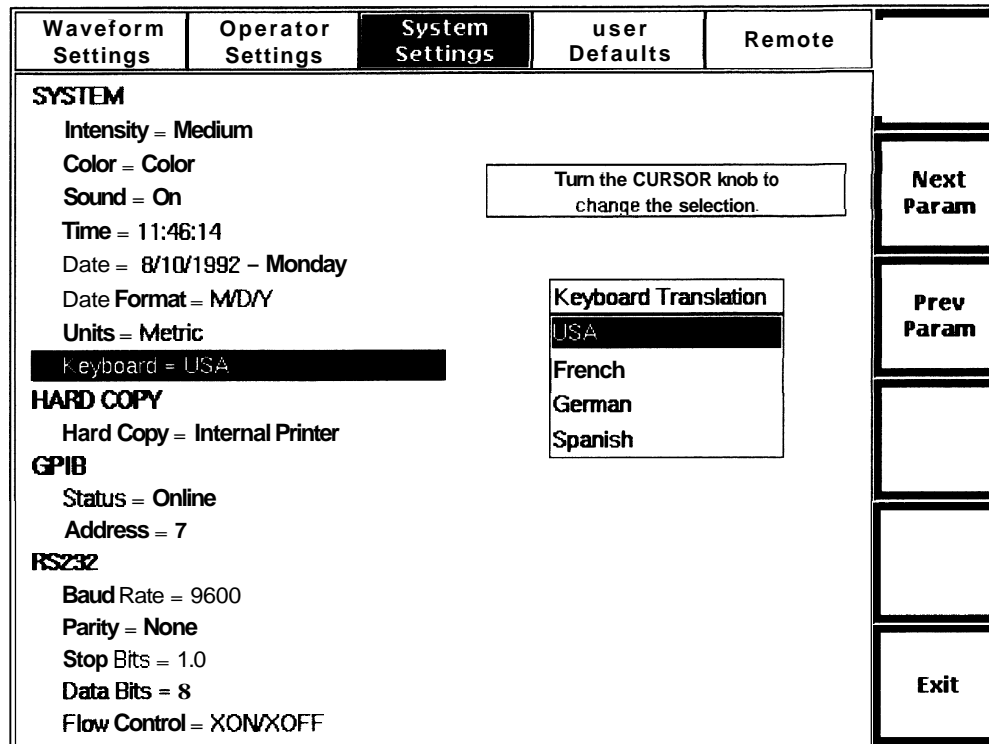 Waveform Settings
Operator Settings
System Settings
user Defaults
Remote
SYSTEM
Intensity = Medium
Color = Color
Sound = On
Time = 11:46:14
Date = 8/10/1992 – Monday
Date Format = M/D/Y
Units = Metric
Keyboard = USA
HARD COPY
Hard Copy = Internal Printer
GPIB
Status = Online
Address = 7
RS232
Baud Rate = 9600
Parity = None
Stop Bits = 1.0
Data Bits = 8
Flow Control = XON/XOFF
Turn the CURSOR knob to
change the selection.
Keyboard Translation
USA
French
German
Spanish
Next
Param
Prev
Param
Exit